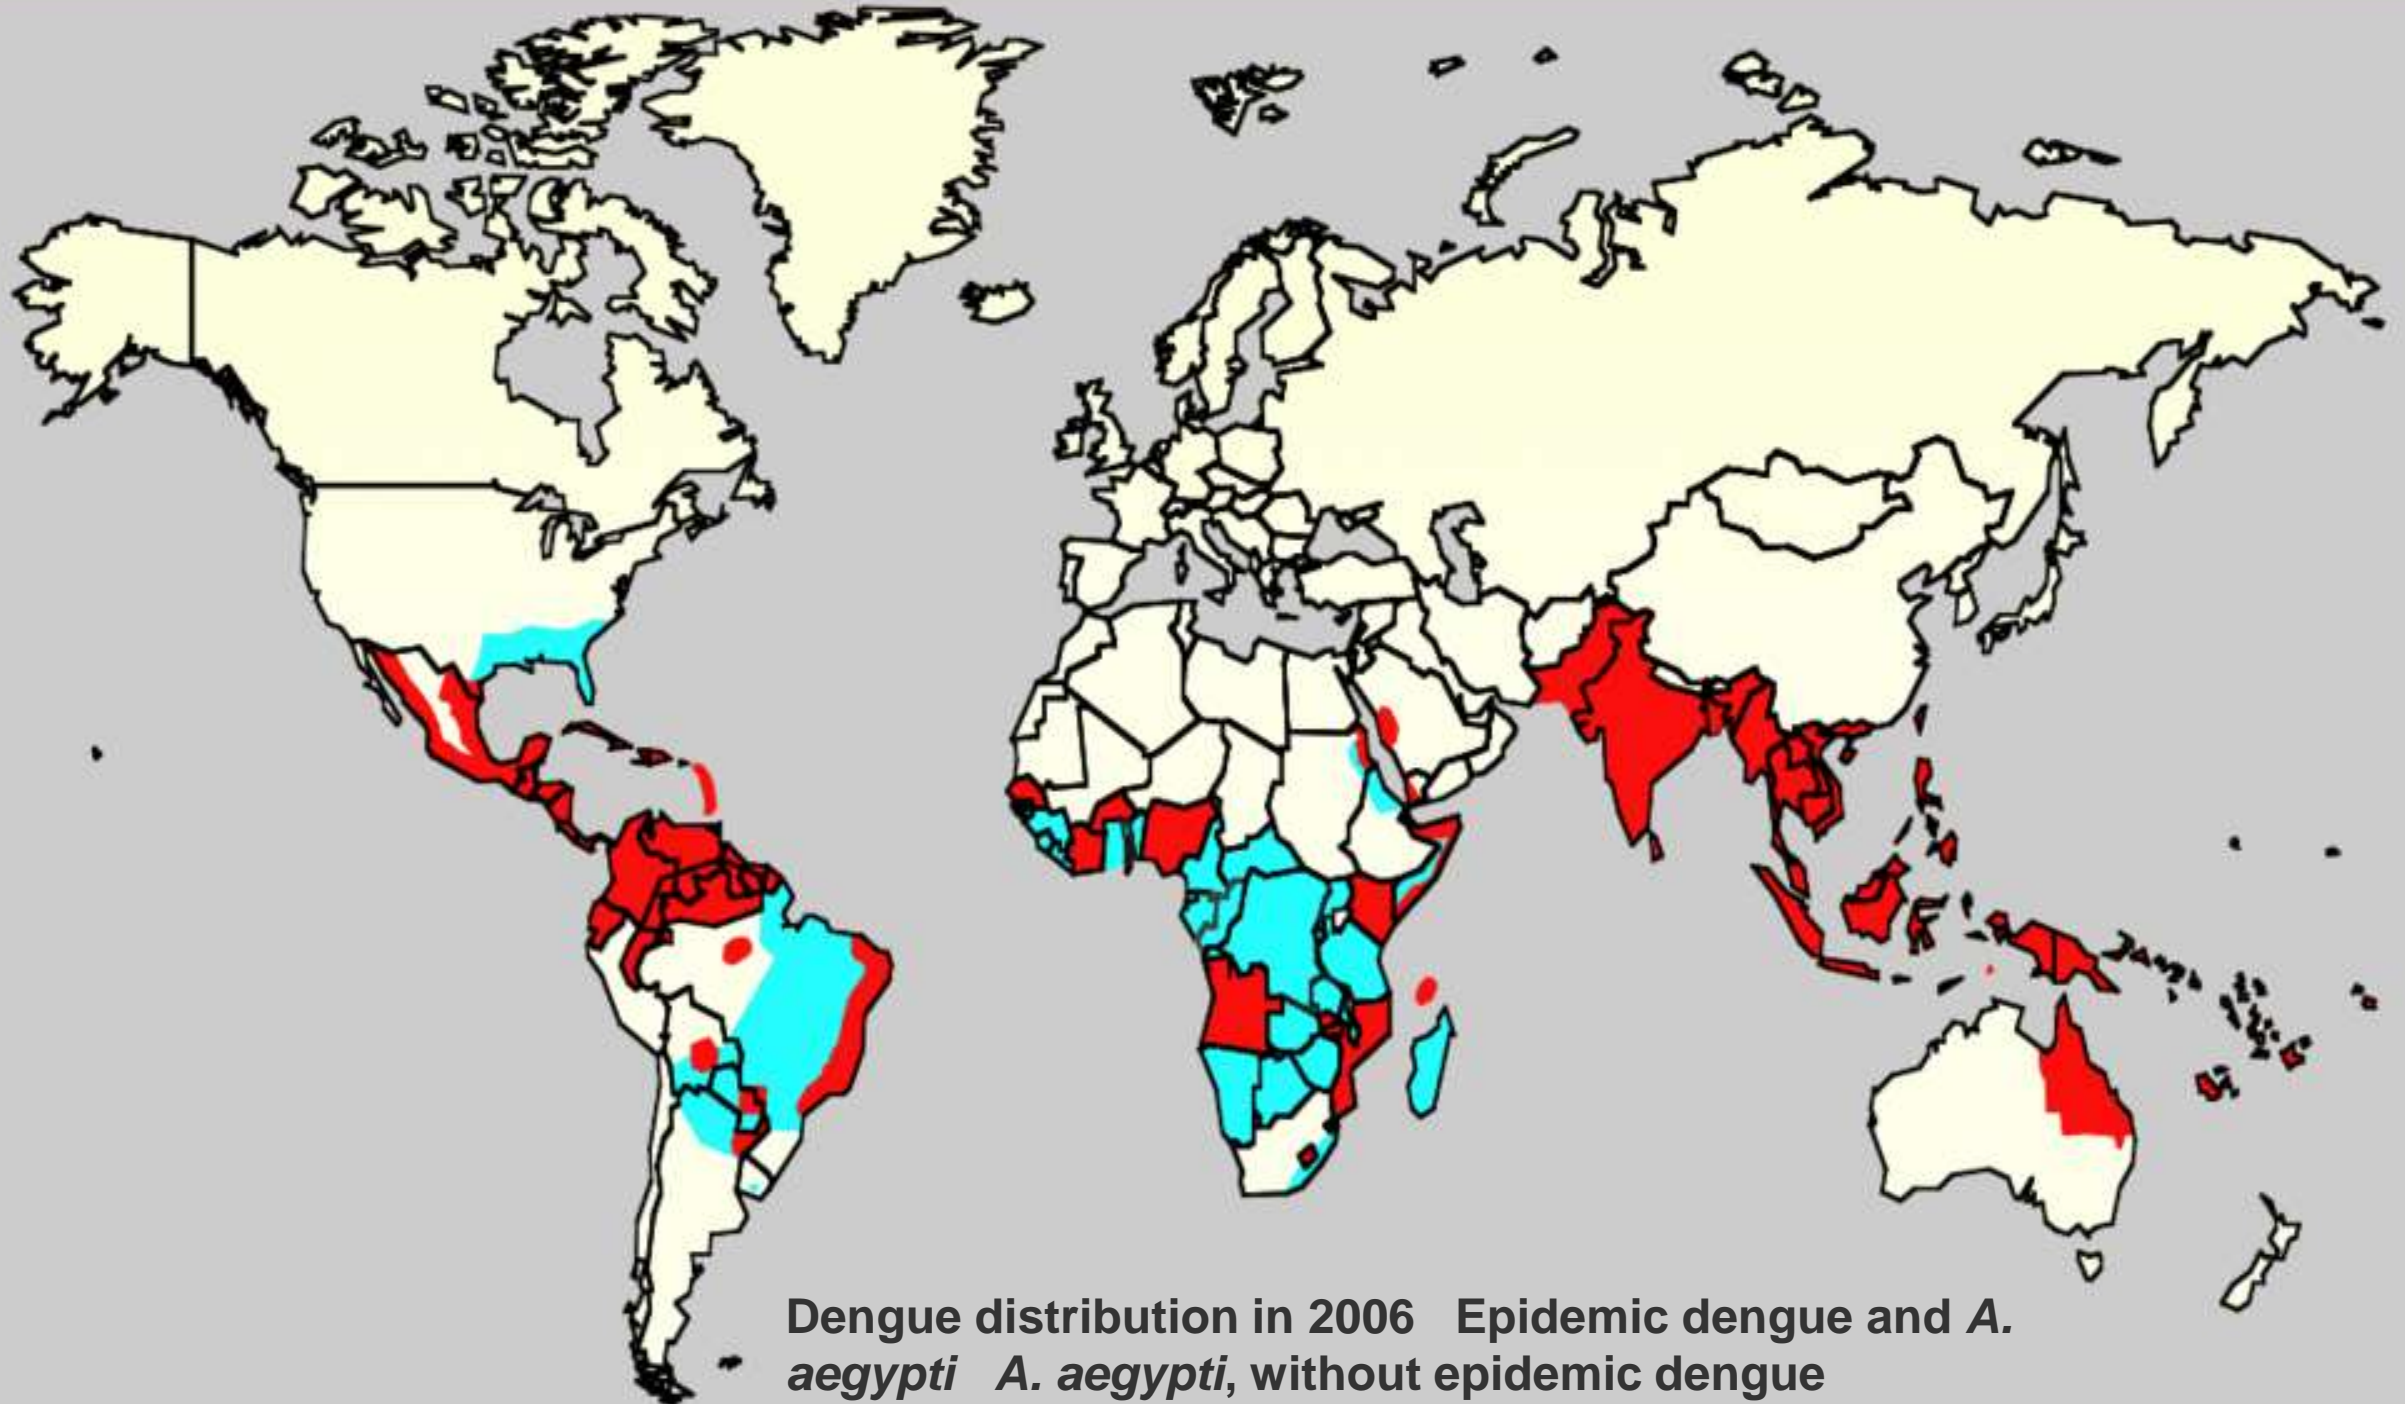 Dengue distribution in 2006 Epidemic dengue and A.
aegypti A. aegypti, without epidemic dengue